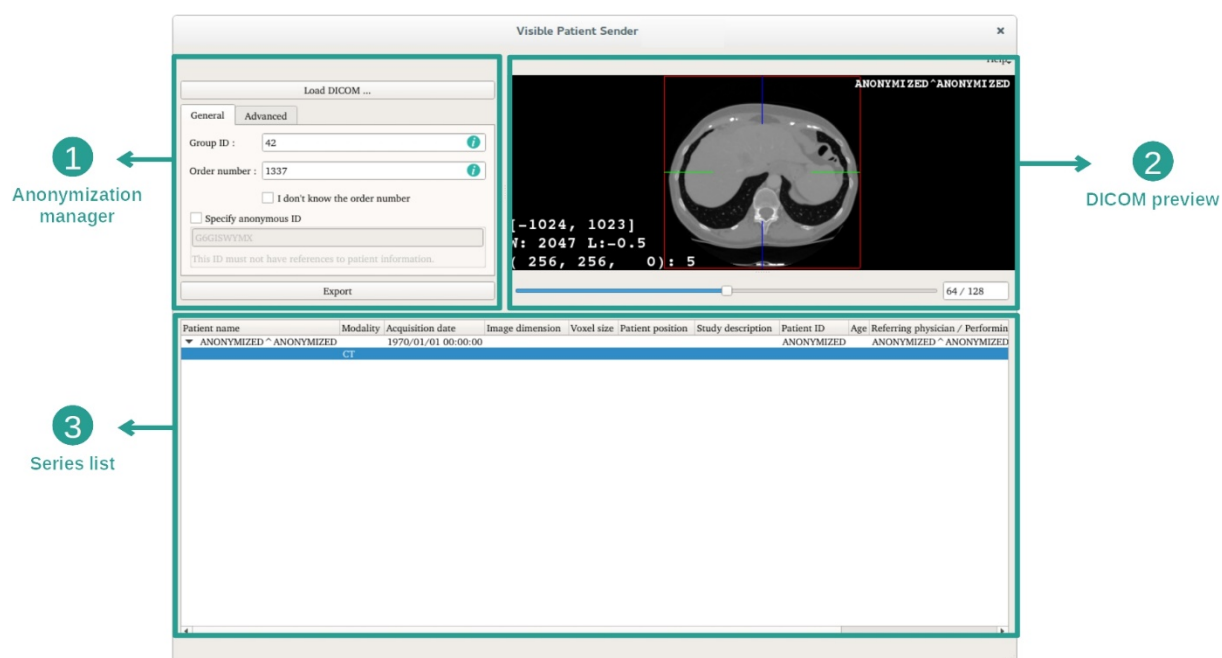 Visible Patient Sender
Load DICOM ...
General Advanced
Group ID : 42
Order number : 1337
I don't know the order number
Specify anonymous ID
G6GISWYMX
This ID must not have references to patient information.
Export
1
Anonymization
manager
Help
ANONYMIZED^ANONYMIZED
[-1024, 1023]
W: 2047 L:-0.5
( 256, 256, 0): 5
64 / 128
2
DICOM preview
Patient name Modality Acquisition date Image dimension Voxel size Patient position Study description Patient ID Age Referring physician / Performin
ANONYMIZED ^ ANONYMIZED 1970/01/01 00:00:00 ANONYMIZED ANONYMIZED ^ ANONYMIZED
CT
3
Series list